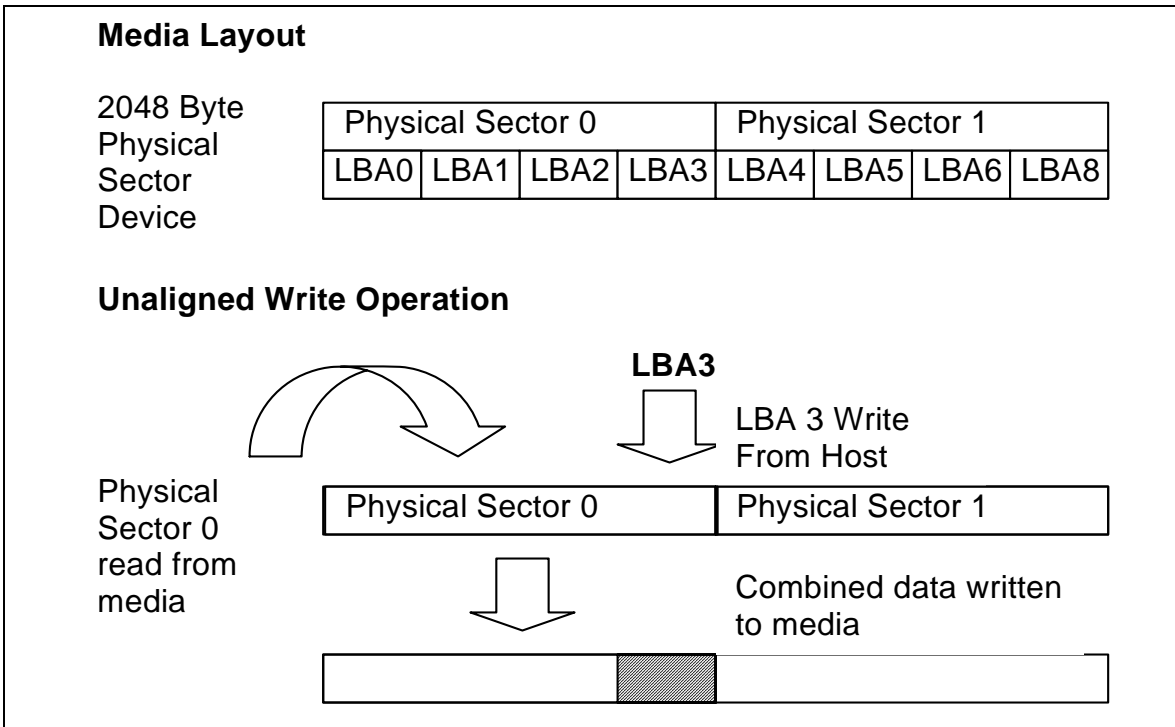 Media Layout
2048 Byte
Physical
Sector
Device
Physical Sector 0 Physical Sector 1
LBA0 LBA1 LBA2 LBA3 LBA4 LBA5 LBA6 LBA8
Unaligned Write Operation
LBA3
LBA 3 Write
From Host
Physical
Sector 0
read from
media
Physical Sector 0 Physical Sector 1
Combined data written
to media